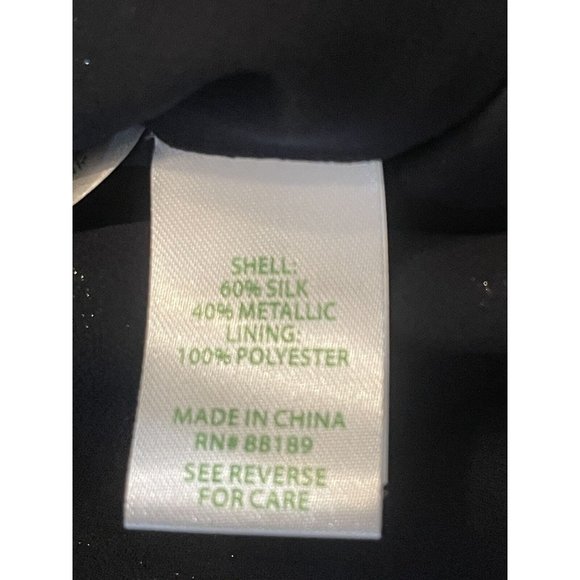 SHELL:
60% SILK
40% METALLIC
LINING:
100% POLYESTER
MADE IN CHINA
RN# 88189
SEE REVERSE
FOR CARE